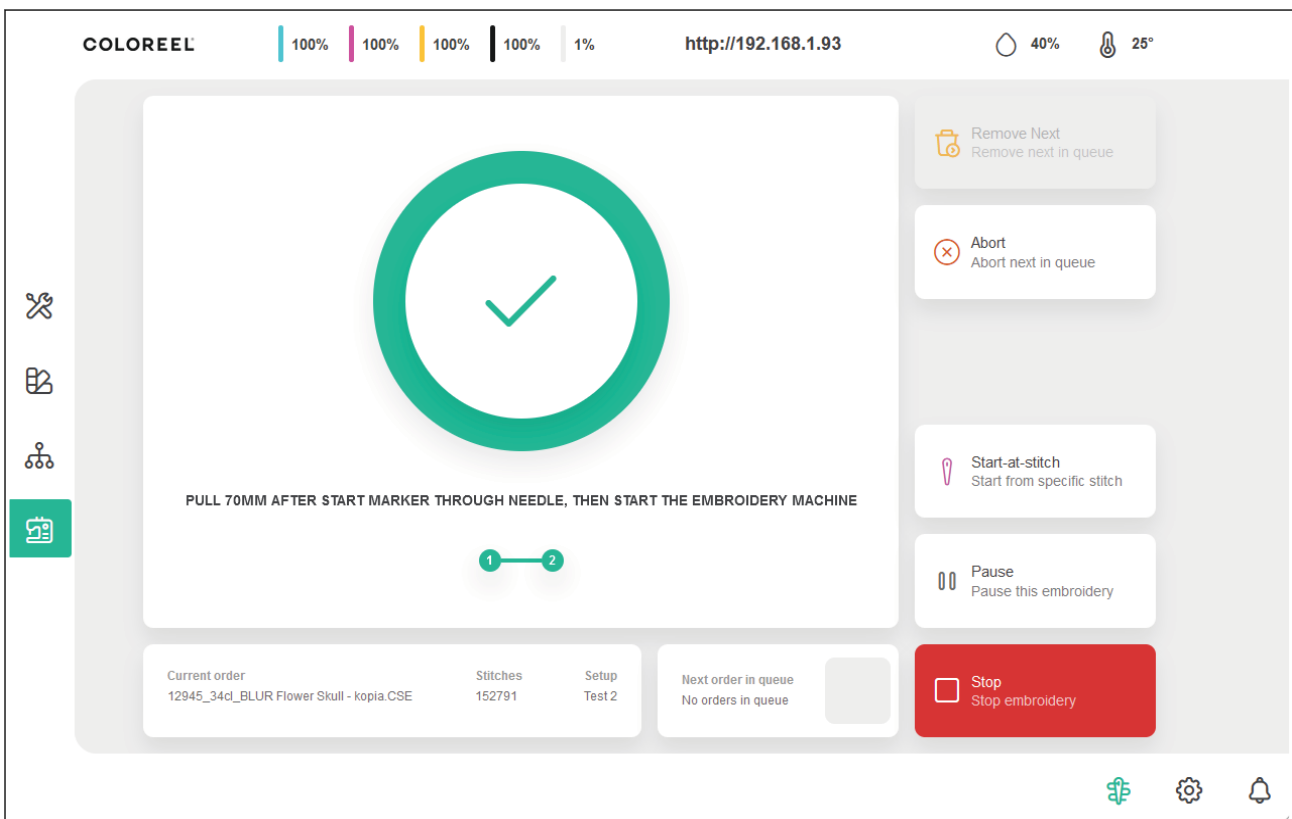 COLOREEL
100% 100% 100% 100% 1%
http://192.168.1.93
40% 25°
Remove Next
Remove next in queue
Abort
Abort next in queue
Start-at-stitch
Start from specific stitch
PULL 70MM AFTER START MARKER THROUGH NEEDLE, THEN START THE EMBROIDERY MACHINE
1 2
Pause
Pause this embroidery
Current order Stitches Setup
12945_34cl_BLUR Flower Skull - kopia.CSE 152791 Test 2
Next order in queue
No orders in queue
Stop
Stop embroidery